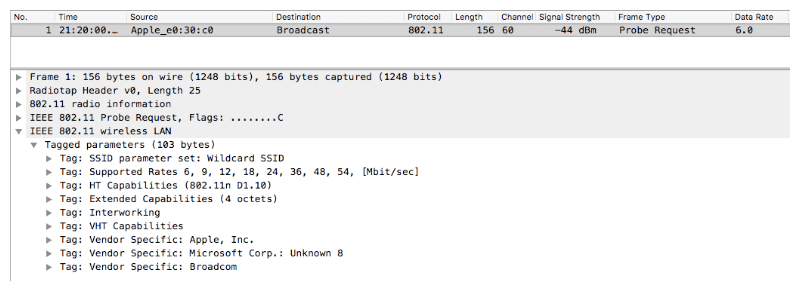 No. Time Source Destination Protocol Length Channel Signal Strength Frame Type Data Rate
1 21:20:00... Apple_e0:30:c0 Broadcast 802.11 156 60 -44 dBm Probe Request 6.0
Frame 1: 156 bytes on wire (1248 bits), 156 bytes captured (1248 bits)
Radiotap Header v0, Length 25
802.11 radio information
IEEE 802.11 Probe Request, Flags: ........C
IEEE 802.11 wireless LAN
Tagged parameters (103 bytes)
Tag: SSID parameter set: Wildcard SSID
Tag: Supported Rates 6, 9, 12, 18, 24, 36, 48, 54, [Mbit/sec]
Tag: HT Capabilities (802.11n D1.10)
Tag: Extended Capabilities (4 octets)
Tag: Interworking
Tag: VHT Capabilities
Tag: Vendor Specific: Apple, Inc.
Tag: Vendor Specific: Microsoft Corp.: Unknown 8
Tag: Vendor Specific: Broadcom